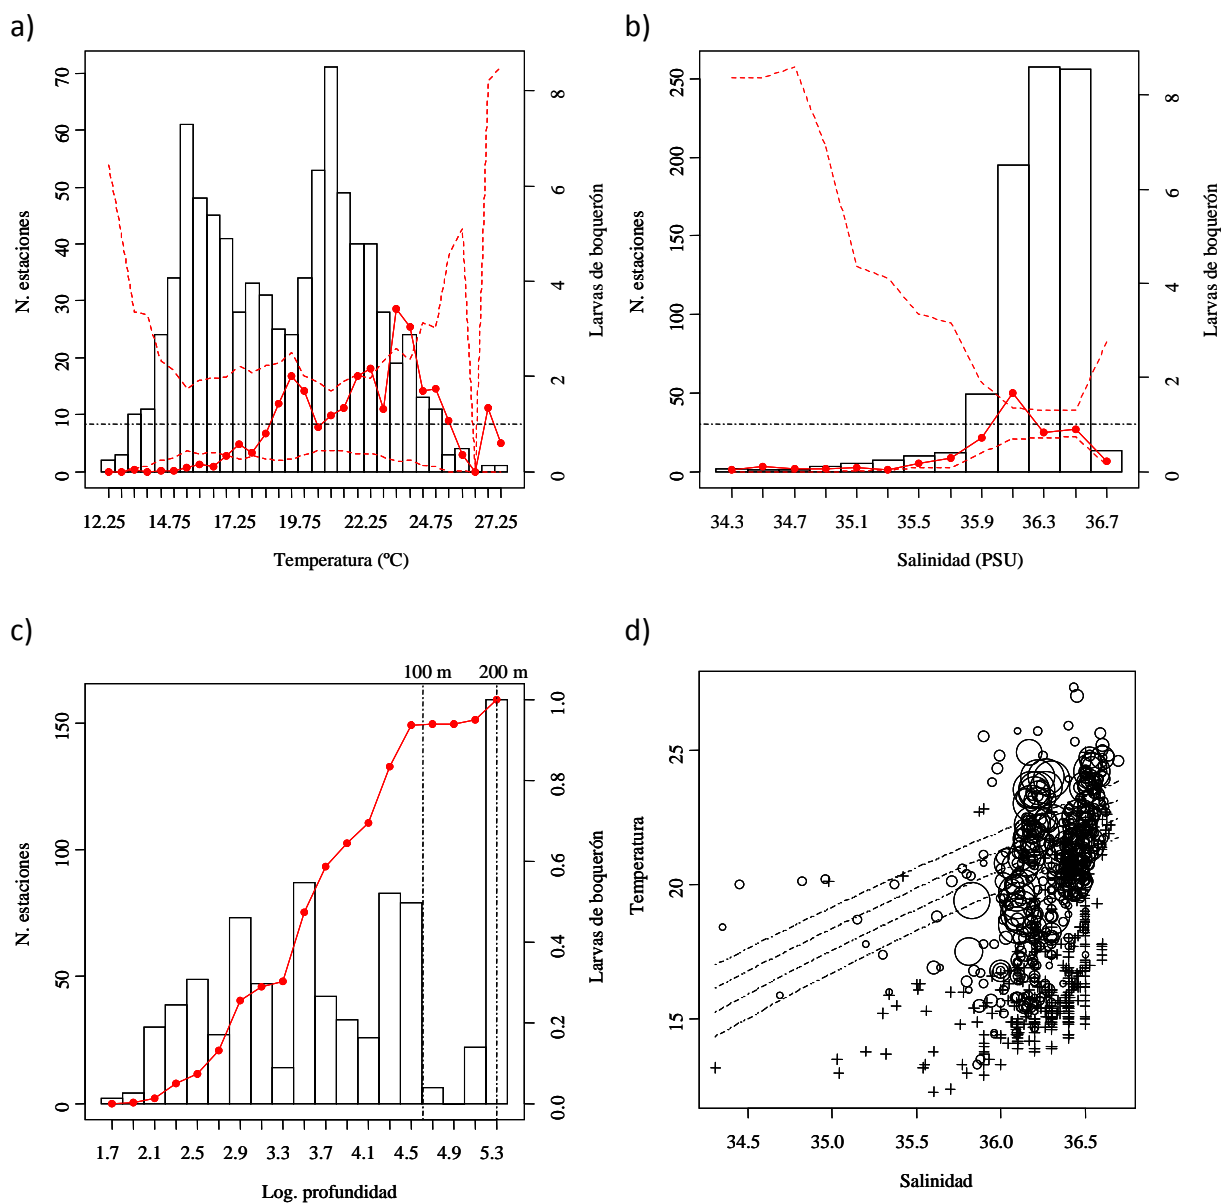 a)
70
60
50
40
30
20
10
0
N. estaciones
8
6
4
2
0
Larvas de boquerón
12.25 14.75 17.25 19.75 22.25 24.75 27.25
Temperatura (ºC)
b)
250
200
150
100
50
0
N. estaciones
8
6
4
2
0
Larvas de boquerón
34.3 34.7 35.1 35.5 35.9 36.3 36.7
Salinidad (PSU)
c)
100 m 200 m
150
100
50
0
N. estaciones
1.0
0.8
0.6
0.4
0.2
0.0
Larvas de boquerón
1.7 2.1 2.5 2.9 3.3 3.7 4.1 4.5 4.9 5.3
Log. profundidad
d)
25
20
15
Temperatura
34.5 35.0 35.5 36.0 36.5
Salinidad